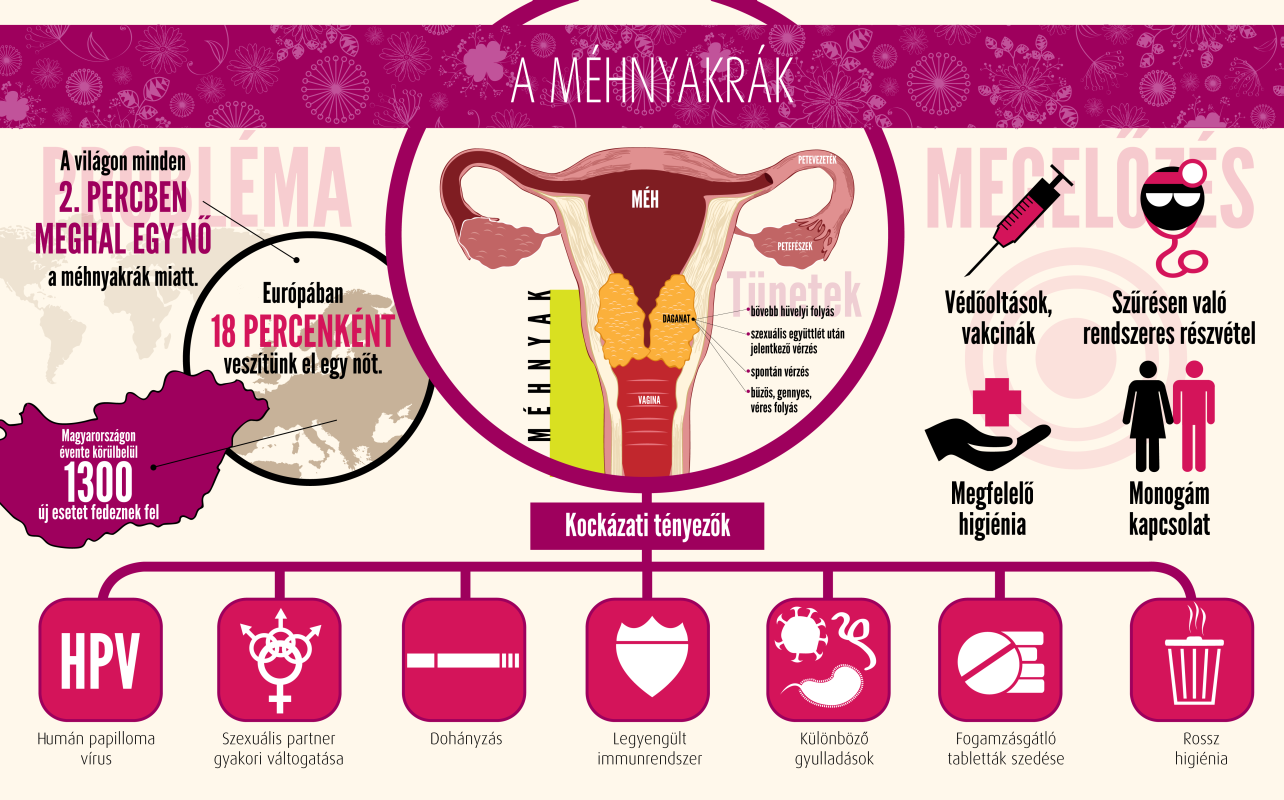 A MÉHNYAKRÁK
PROBLÉMA
A világon minden
2. PERCBEN
MEGHAL EGY NŐ
a méhnyakrák miatt.
Európában
18 PERCENKÉNT
veszítünk el egy nőt.
Magyarországon
évente körülbelül
1300
új esetet fedeznek fel
MÉH
PETEVEZETÉK
PETEFÉSZEK
DAGANAT
VAGINA
MÉHNYAK
Tünetek
bővebb hüvelyi folyás
szexuális együttlét után
jelentkező vérzés
spontán vérzés
bűzös, gennyes,
véres folyás
MEGELŐZÉS
Védőoltások,
vakcinák
Szűrésen való
rendszeres részvétel
Megfelelő
higiénia
Monogám
kapcsolat
Kockázati tényezők
HPV
Humán papilloma
vírus
Szexuális partner
gyakori váltogatása
Dohányzás
Legyengült
immunrendszer
Különböző
gyulladások
Fogamzásgátló
tabletták szedése
Rossz
higiénia